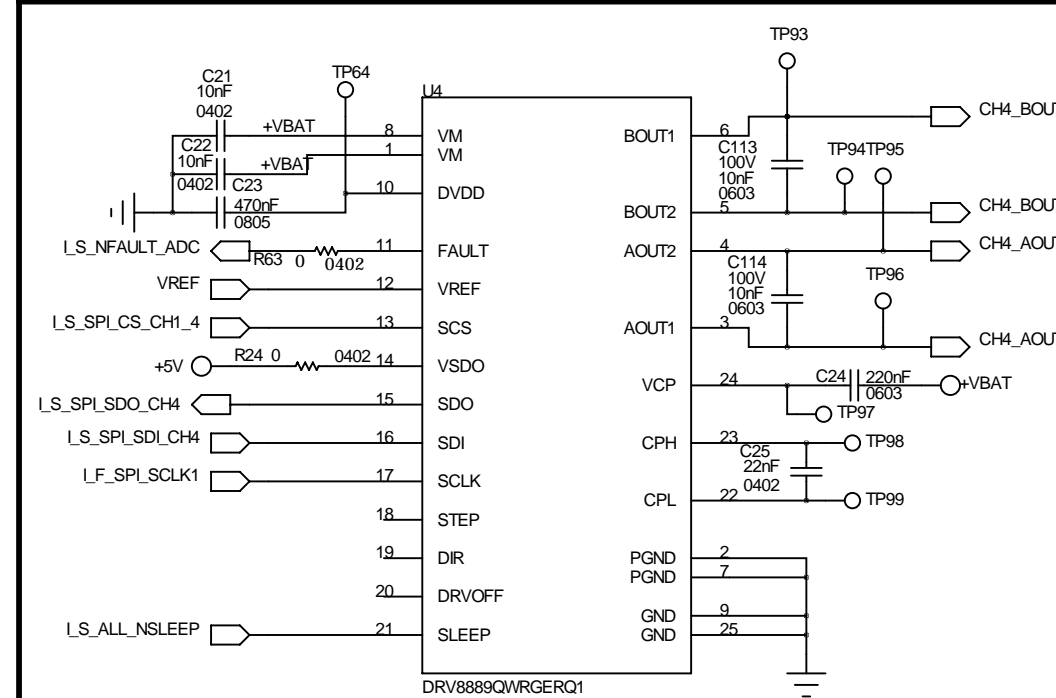 TP93
C21
10nF
0402
TP64
U4
CH4_BOUT
+VBAT
8
VM
BOUT1
6
C22
10nF
0402
+VBAT
1
VM
C113
100V
10nF
0603
TP94
TP95
C23
470nF
0805
10
DVDD
BOUT2
5
CH4_BOUT
I_S_NFAULT_ADC
R63
0
0402
11
FAULT
AOUT2
4
CH4_AOUT
C114
100V
10nF
0603
TP96
VREF
12
VREF
I_S_SPI_CS_CH1_4
13
SCS
AOUT1
3
CH4_AOUT
+5V
R24
0
0402
14
VSDO
VCP
24
C24
220nF
0603
+VBAT
I_S_SPI_SDO_CH4
15
SDO
TP97
I_S_SPI_SDI_CH4
16
SDI
CPH
23
TP98
C25
22nF
0402
I_F_SPI_SCLK1
17
SCLK
CPL
22
TP99
18
STEP
19
DIR
PGND
2
PGND
7
20
DRVOFF
GND
9
I_S_ALL_NSLEEP
21
SLEEP
GND
25
DRV8889QWRGERQ1